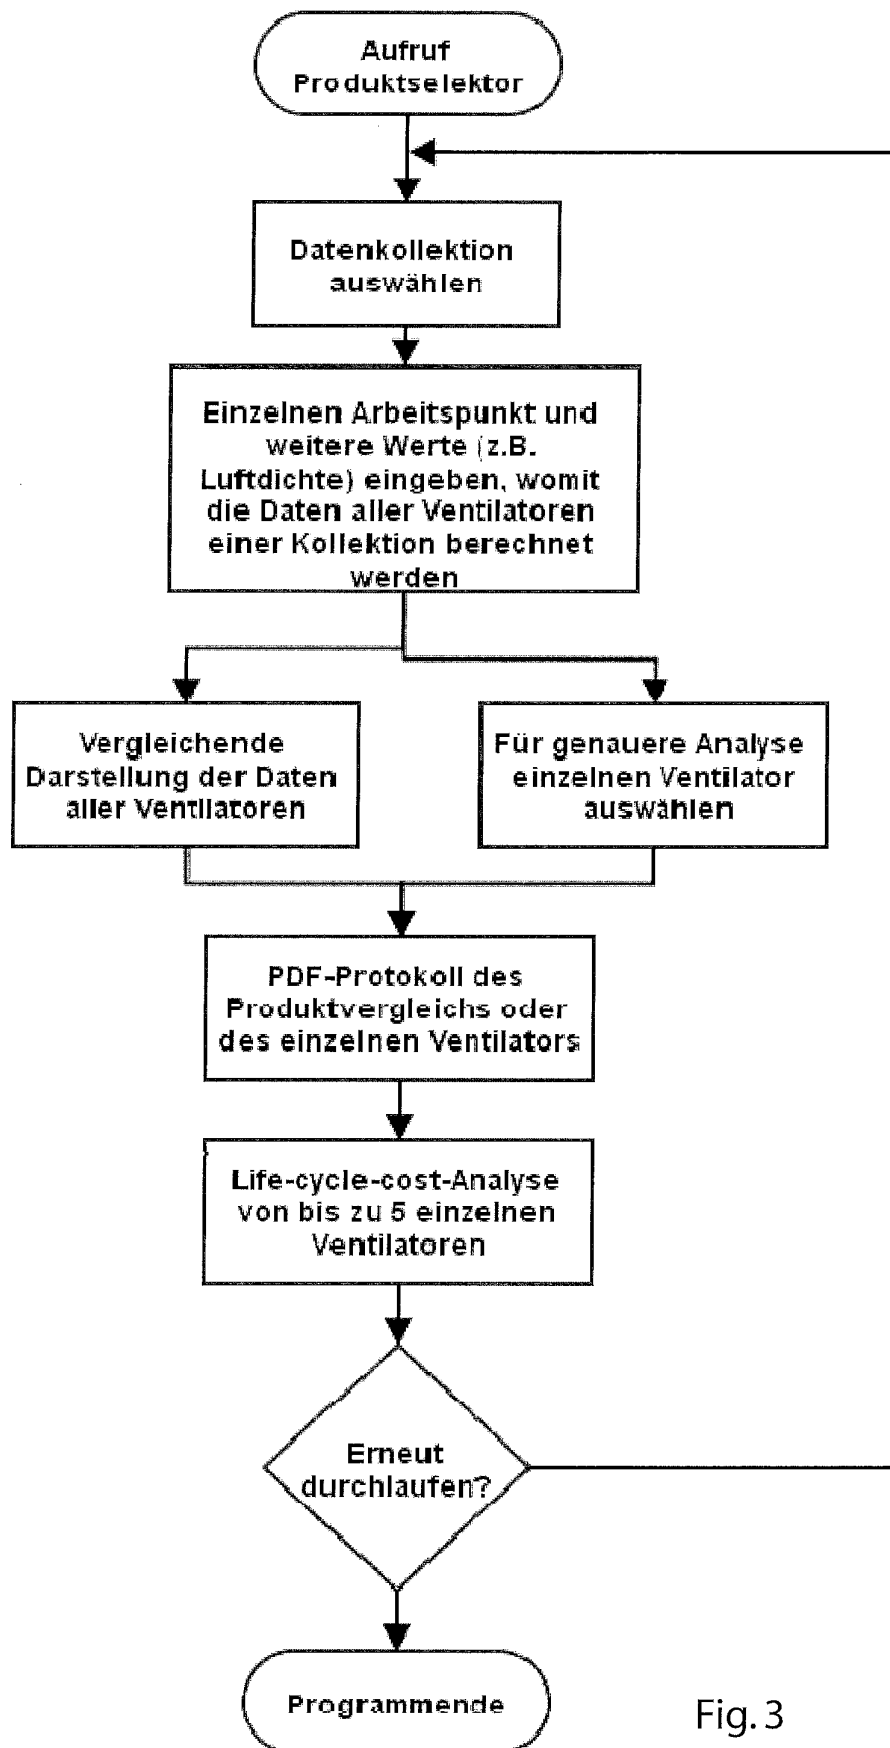 Aufruf
Produktselektor
Datenkollektion
auswählen
Einzelnen Arbeitspunkt und
weitere Werte (z.B.
Luftdichte) eingeben, womit
die Daten aller Ventilatoren
einer Kollektion berechnet
werden
Vergleichende
Darstellung der Daten
aller Ventilatoren
Für genauere Analyse
einzelnen Ventilator
auswählen
PDF-Protokoll des
Produktvergleichs oder
des einzelnen Ventilators
Life-cycle-cost-Analyse
von bis zu 5 einzelnen
Ventilatoren
Erneut
durchlaufen?
Programmende
Fig. 3